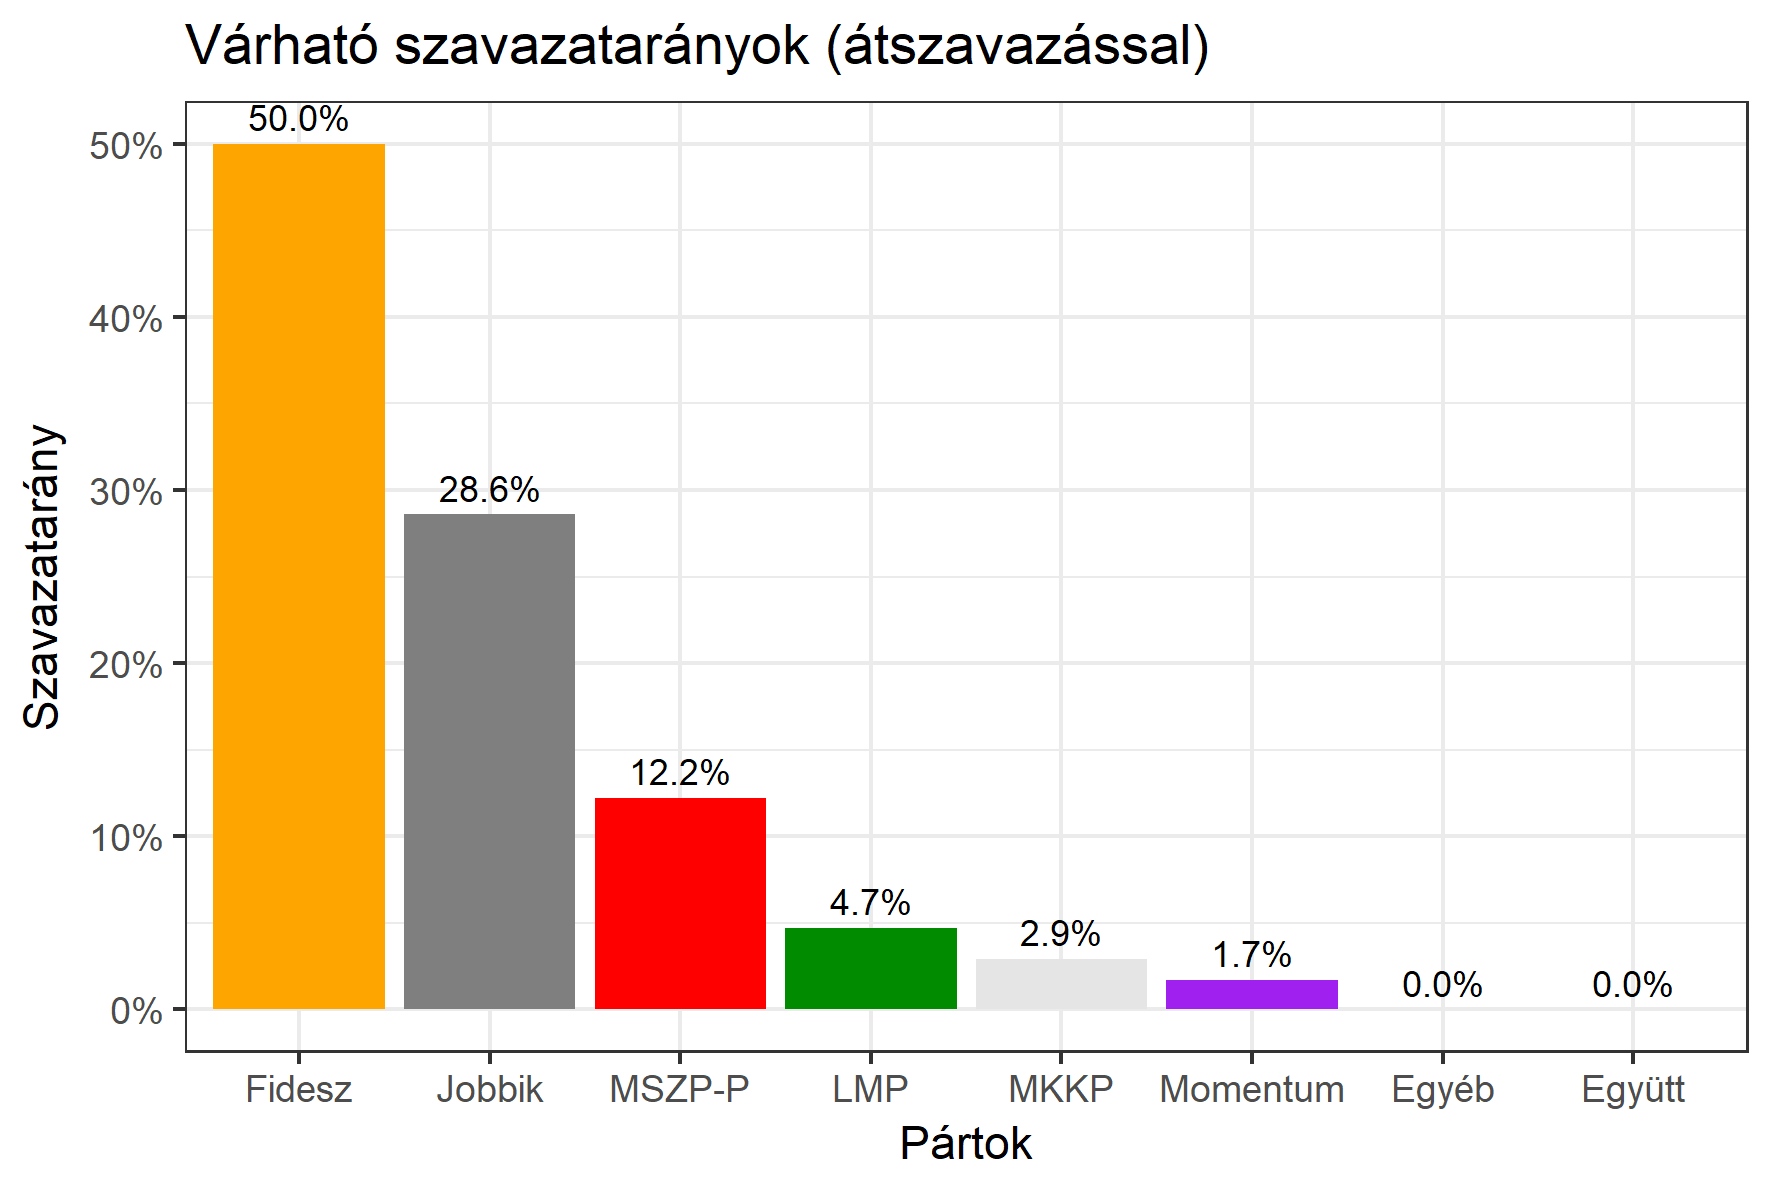 Várható szavazatarányok (átszavazással)
Szavazatarány
50%
40%
30%
20%
10%
0%
50.0%
28.6%
12.2%
4.7%
2.9%
1.7%
0.0%
0.0%
Fidesz
Jobbik
MSZP-P
LMP
MKKP
Momentum
Egyéb
Együtt
Pártok